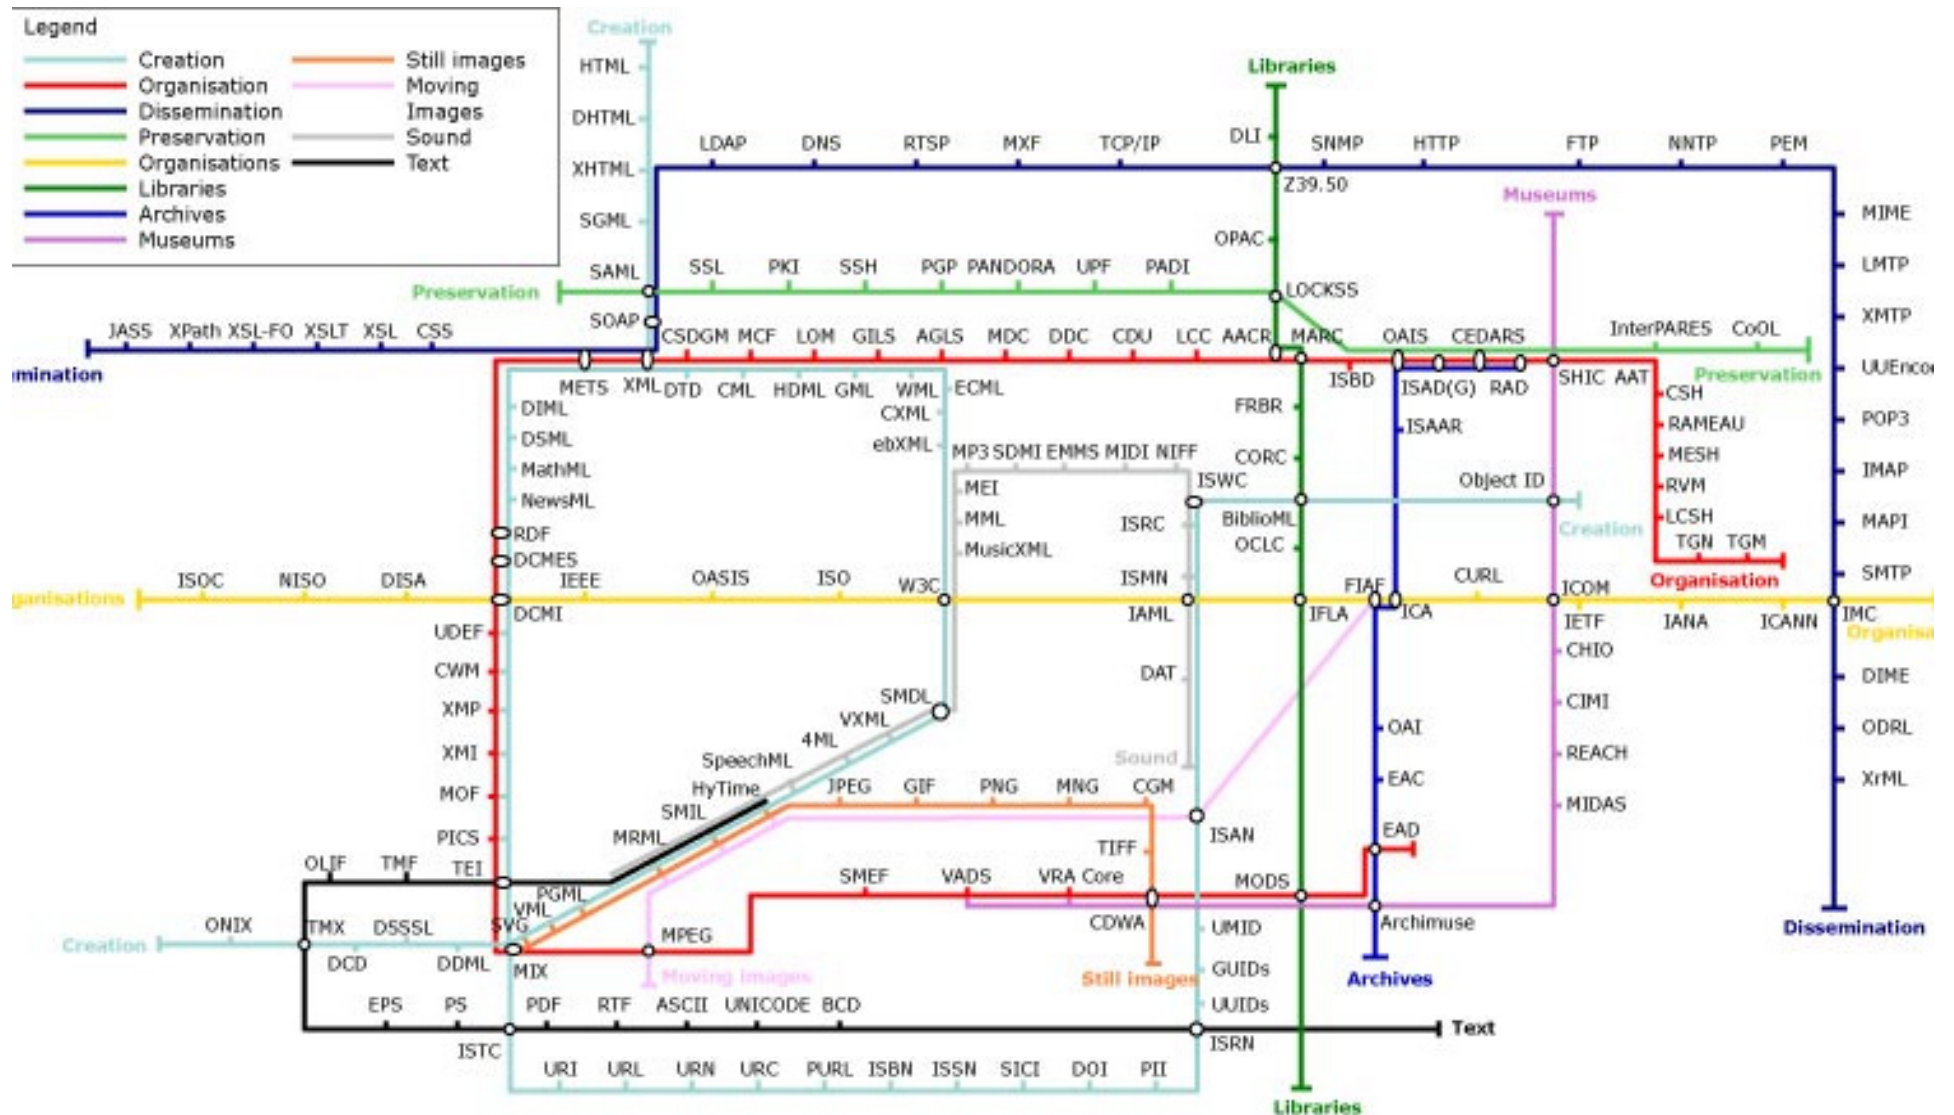 Legend
Creation
Organisation
Dissemination
Preservation
Organisations
Libraries
Archives
Museums
Still images
Moving
Images
Sound
Text
Creation
HTML
DHTML
XHTML
SGML
SAML
SOAP
Libraries
DLI
LDAP DNS RTSP MXF TCP/IP SNMP HTTP FTP NNTP PEM
Z39.50
Museums
OPAC
MIME
LMTP
XMTP
UUEnco
POP3
IMAP
MAPI
SMTP
IMC
DIME
ODRL
XrML
Dissemination
Preservation
SSL PKI SSH PGP PANDORA UPF PADI
LOCKSS
JASS XPath XSL-FO XSLT XSL CSS
mination
CSDGM MCF LOM GILS AGLS MDC DDC CDU LCC AACR MARC OAIS CEDARS InterPARES CoOL
Preservation
METS XML DTD CML HDML GML WML ECML
ISBD ISAD(G) RAD SHIC AAT
CSH
RAMEAU
MESH
RVM
LCSH
TGN TGM
Organisation
DIML
DSML
MathML
NewsML
RDF
DCMES
CXML
ebXML
FRBR
CORC
ISAAR
MP3 SDMI EMMS MIDI NIFF
MEI
MML
MusicXML
ISWC
ISRC
ISMN
BiblioML
OCLC
Object ID
Creation
ganisations
ISOC NISO DISA IEEE OASIS ISO W3C
DCMI
IAML IFLA FIAF ICA CURL ICOM
IETF IANA ICANN
Organisa
UDEF
CWM
XMP
XMI
MOF
PICS
TEI
DAT
Sound
CHIO
CIMI
REACH
MIDAS
OAI
EAC
EAD
SMDL
VXML
4ML
SpeechML
HyTime
SMIL
MRML
PGML
VML
SVG
JPEG GIF PNG MNG CGM
TIFF
ISAN
OLIF TMF
SMEF VADS VRA Core
CDWA
MODS
Archimuse
Archives
Creation
ONIX TMX DSSSL
DCD DDML MIX
MPEG
Moving images
Still images
UMID
GUIDs
UUIDs
EPS PS PDF RTF ASCII UNICODE BCD
Text
ISTC
ISRN
URI URL URN URC PURL ISBN ISSN SICI DOI PII
Libraries